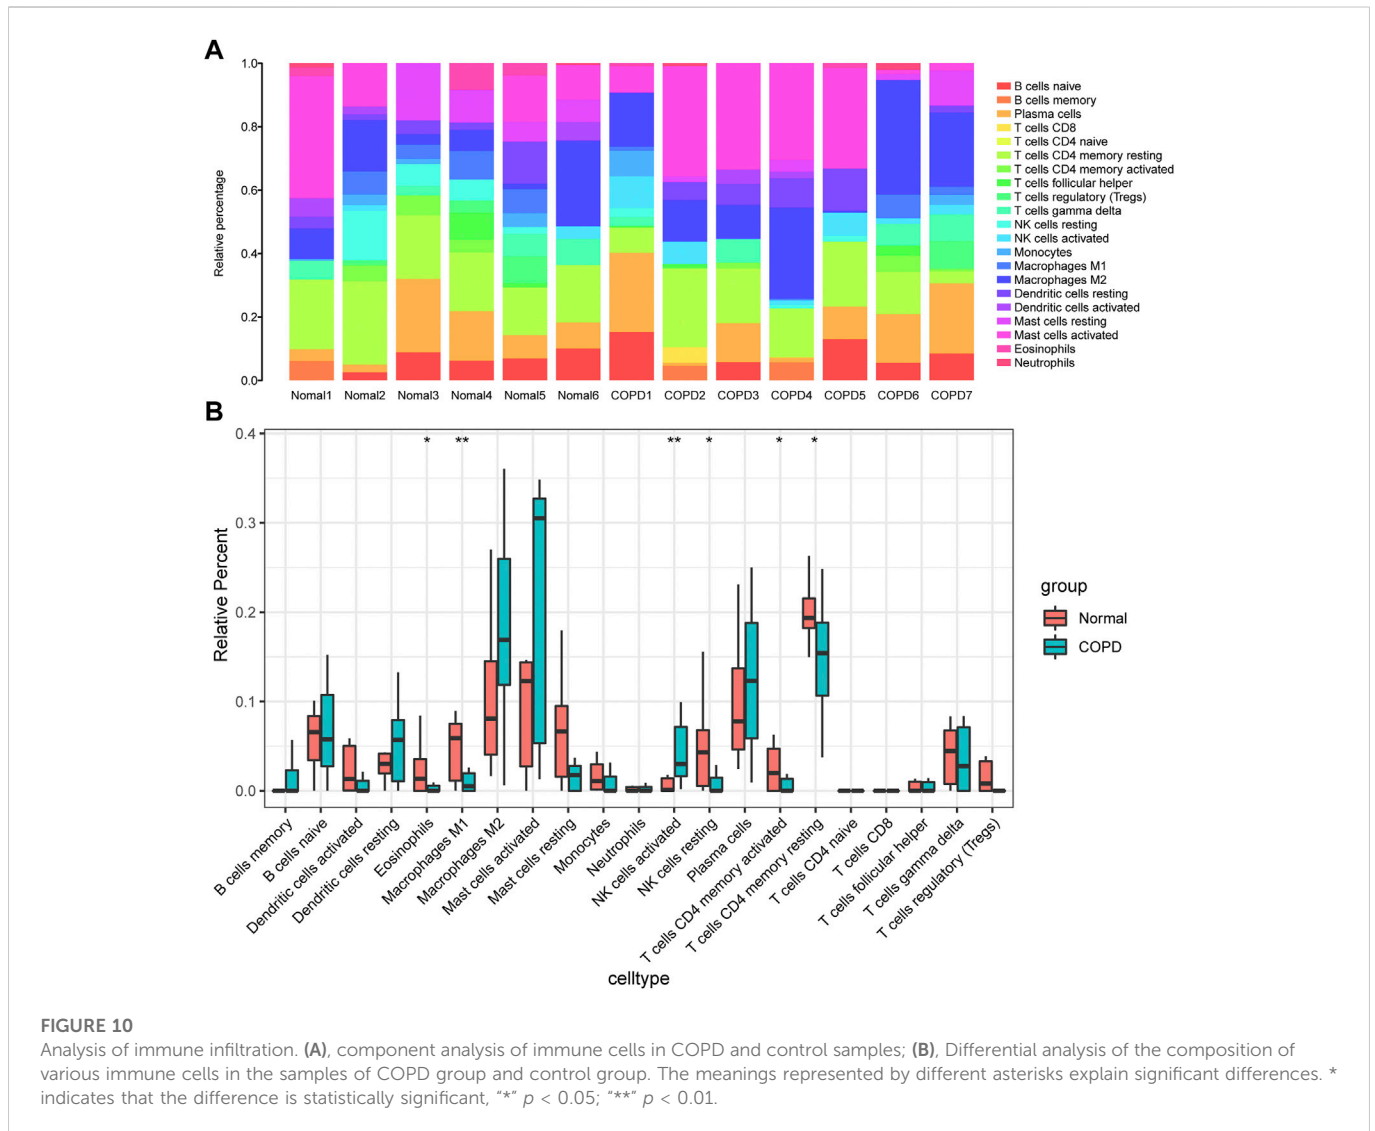 A
1.0
0.8
0.6
0.4
0.2
0.0
Relative percentage
Nomal1 Nomal2 Nomal3 Nomal4 Nomal5 Nomal6 COPD1 COPD2 COPD3 COPD4 COPD5 COPD6 COPD7
B cells naive
B cells memory
Plasma cells
T cells CD8
T cells CD4 naive
T cells CD4 memory resting
T cells CD4 memory activated
T cells follicular helper
T cells regulatory (Tregs)
T cells gamma delta
NK cells resting
NK cells activated
Monocytes
Macrophages M1
Macrophages M2
Dendritic cells resting
Dendritic cells activated
Mast cells resting
Mast cells activated
Eosinophils
Neutrophils
B
0.4
0.3
0.2
0.1
0.0
Relative Percent
* ** ** * * *
B cells memory
B cells naive
Dendritic cells activated
Dendritic cells resting
Eosinophils
Macrophages M1
Macrophages M2
Mast cells activated
Mast cells resting
Monocytes
Neutrophils
NK cells activated
NK cells resting
Plasma cells
T cells CD4 memory activated
T cells CD4 memory resting
T cells CD4 naive
T cells CD8
T cells follicular helper
T cells gamma delta
T cells regulatory (Tregs)
celltype
group
Normal
COPD
FIGURE 10
Analysis of immune infiltration. (A), component analysis of immune cells in COPD and control samples; (B), Differential analysis of the composition of
various immune cells in the samples of COPD group and control group. The meanings represented by different asterisks explain significant differences. *
indicates that the difference is statistically significant, “*” p < 0.05; “**” p < 0.01.